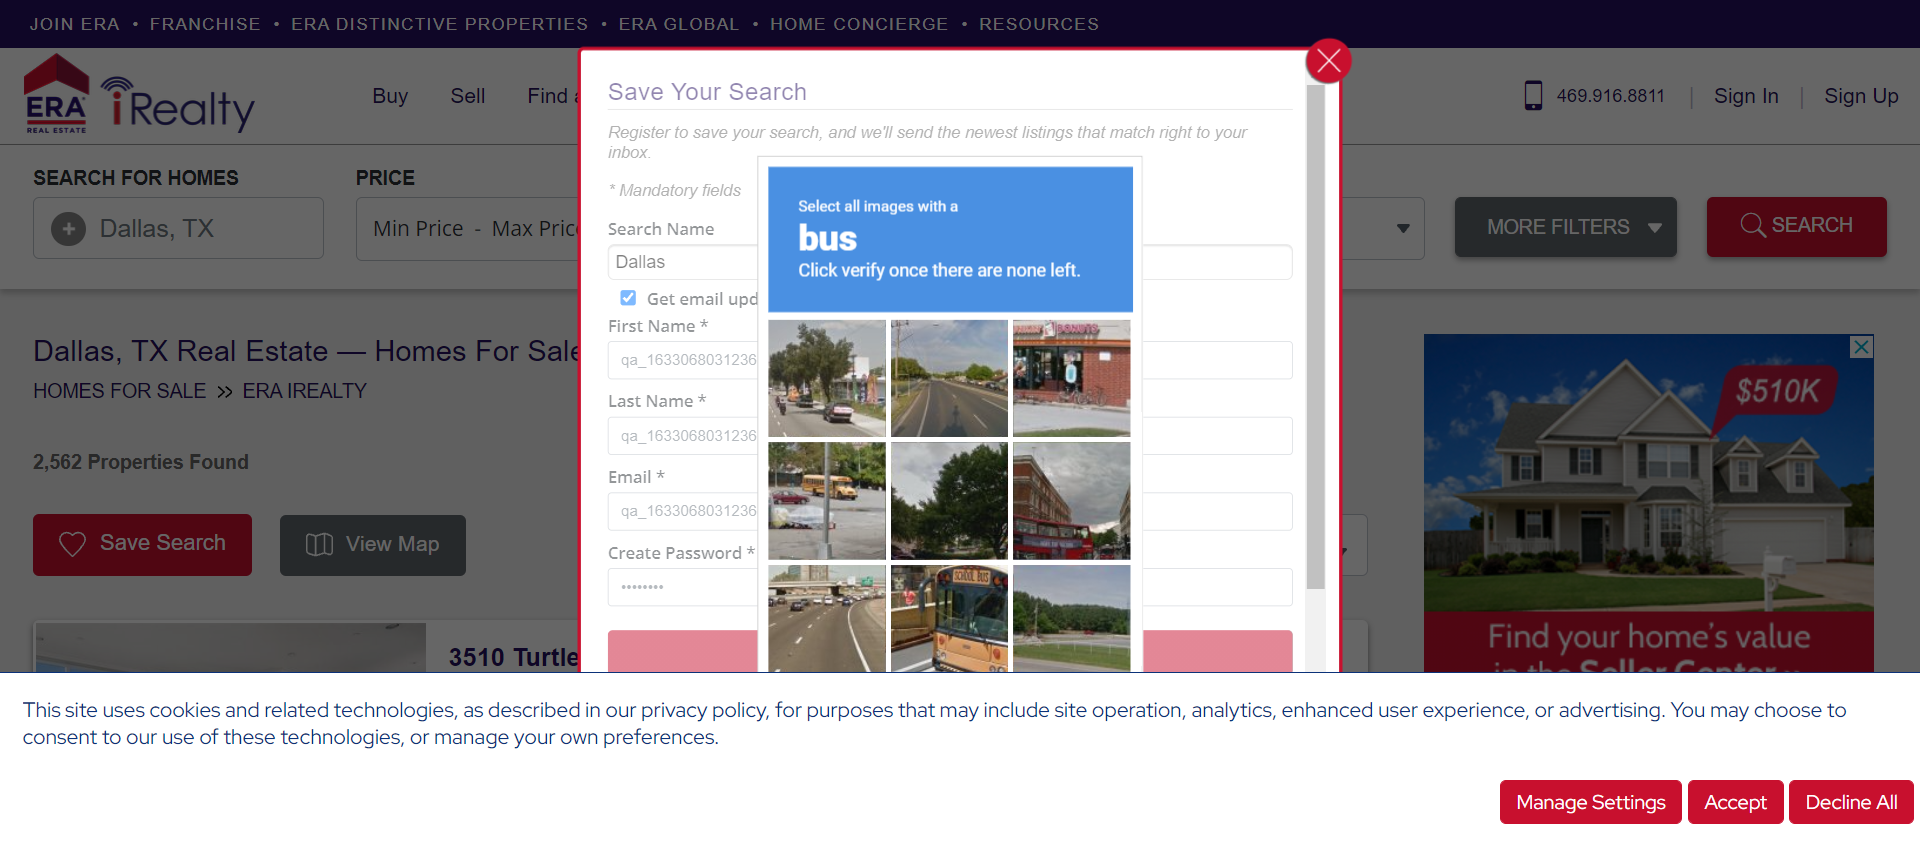 JOIN ERA • FRANCHISE • ERA DISTINCTIVE PROPERTIES • ERA GLOBAL • HOME CONCIERGE • RESOURCES
ERA
REAL ESTATE
iRealty
Buy
Sell
Find a
469.916.8811
Sign In
Sign Up
SEARCH FOR HOMES
PRICE
Dallas, TX
Min Price - Max Price
MORE FILTERS
SEARCH
Save Your Search
Register to save your search, and we'll send the newest listings that match right to your
inbox.
* Mandatory fields
Search Name
Dallas
Get email upd
First Name *
qa_1633068031236
Last Name *
qa_1633068031236
Email *
qa_1633068031236
Create Password *
••••••••
Select all images with a
bus
Click verify once there are none left.
DONUTS
SCHOOL BUS
Dallas, TX Real Estate — Homes For Sale
HOMES FOR SALE » ERA IREALTY
2,562 Properties Found
Save Search
View Map
3510 Turtle
$510K
Find your home's value
in the Seller Center
This site uses cookies and related technologies, as described in our privacy policy, for purposes that may include site operation, analytics, enhanced user experience, or advertising. You may choose to
consent to our use of these technologies, or manage your own preferences.
Manage Settings
Accept
Decline All